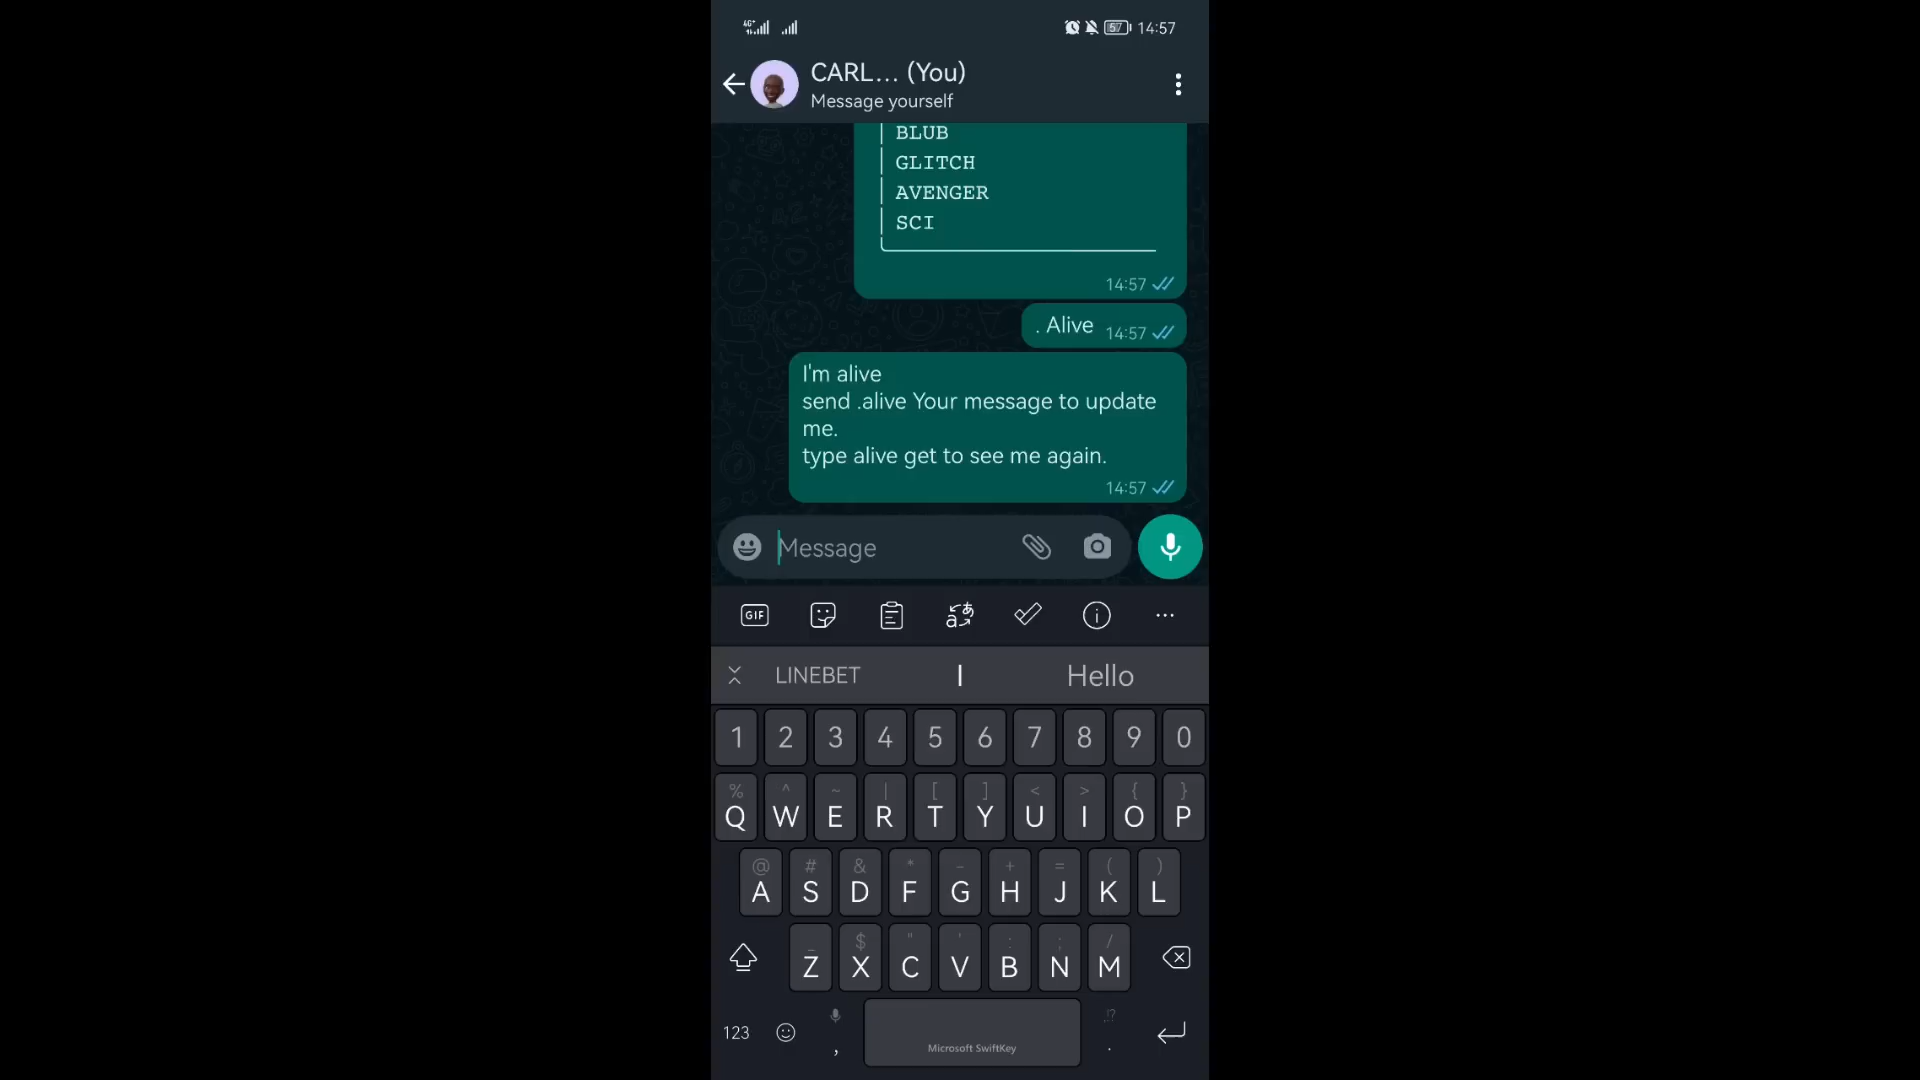 4G+ 67 14:57
CARL... (You)
Message yourself
BLUB
GLITCH
AVENGER
SCI
14:57
. Alive 14:57
I'm alive
send .alive Your message to update
me.
type alive get to see me again.
14:57
Message
GIF
LINEBET I Hello
1 2 3 4 5 6 7 8 9 0
% ^ ~ | [ ] < > { }
Q W E R T Y U I O P
@ # & * - + = ( )
A S D F G H J K L
_ $ " ' : ; /
Z X C V B N M
123 , Microsoft SwiftKey !? .